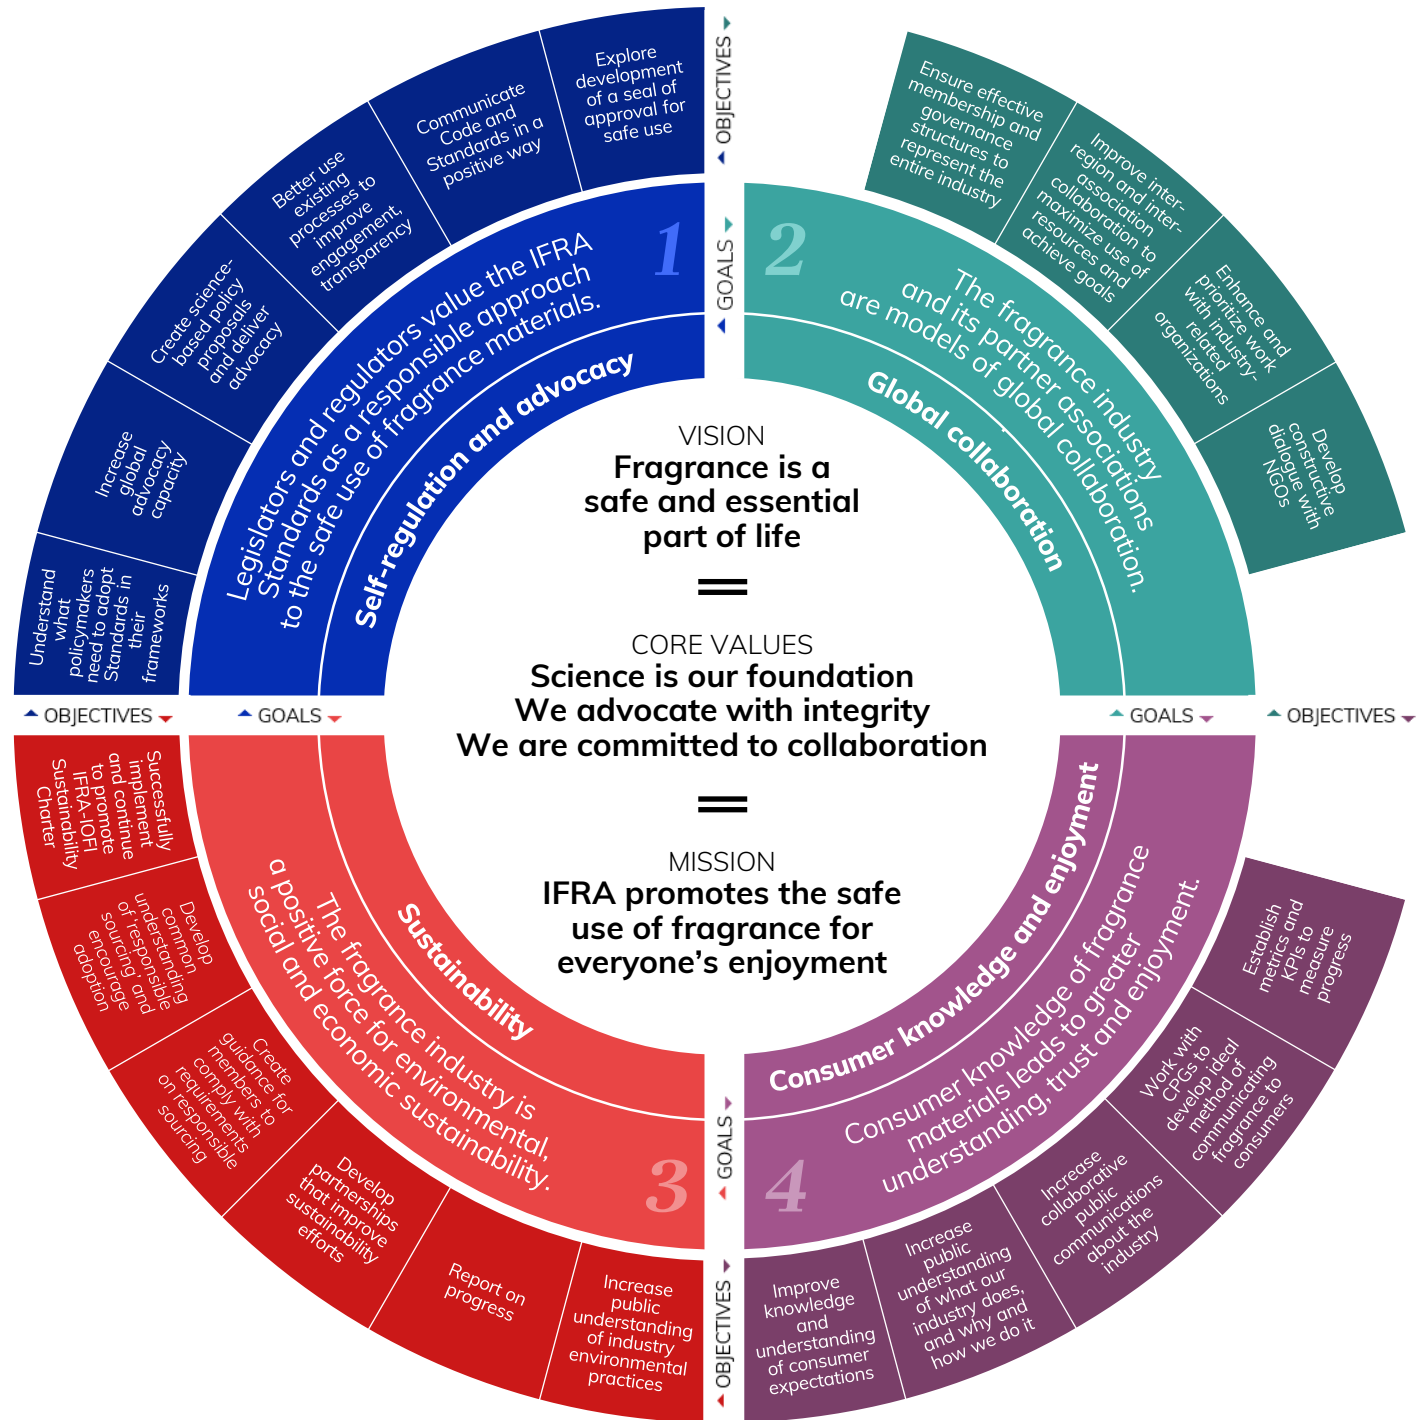 VISION
Fragrance is a
safe and essential
part of life
CORE VALUES
Science is our foundation
We advocate with integrity
We are committed to collaboration
MISSION
IFRA promotes the safe
use of fragrance for
everyone’s enjoyment
OBJECTIVES
GOALS
1
Legislators and regulators value the IFRA
Standards as a responsible approach
to the safe use of fragrance materials.
Self-regulation and advocacy
Understand
what
policymakers
need to adopt
Standards in
their
frameworks
Increase
global
advocacy
capacity
Create science-
based policy
proposals
and deliver
advocacy
Better use
existing
processes to
improve
engagement,
transparency
Communicate
Code and
Standards in a
positive way
Explore
development
of a seal of
approval for
safe use
2
The fragrance industry
and its partner associations
are models of global collaboration.
Global collaboration
Ensure effective
membership and
governance
structures to
represent the
entire industry
Improve inter-
region and inter-
association
collaboration to
maximize use of
resources and
achieve goals
Enhance and
prioritize work
with industry-
related
organizations
Develop
constructive
dialogue with
NGOs
OBJECTIVES
GOALS
GOALS
OBJECTIVES
3
Sustainability
The fragrance industry is
a positive force for environmental,
social and economic sustainability.
Successfully
implement
and continue
to promote
IFRA-IOFI
Sustainability
Charter
Develop
common
understanding
of ‘responsible
sourcing’ and
encourage
adoption
Create
guidance for
members to
comply with
requirements
on responsible
sourcing
Develop
partnerships
that improve
sustainability
efforts
Report on
progress
Increase
public
understanding
of industry
environmental
practices
4
Consumer knowledge and enjoyment
Consumer knowledge of fragrance
materials leads to greater
understanding, trust and enjoyment.
Improve
knowledge
and
understanding
of consumer
expectations
Increase
public
understanding
of what our
industry does,
and why and
how we do it
Increase
collaborative
public
communications
about the
industry
Work with
CPGs to
develop ideal
method of
communicating
fragrance to
consumers
Establish
metrics and
KPIs to
measure
progress
GOALS
OBJECTIVES